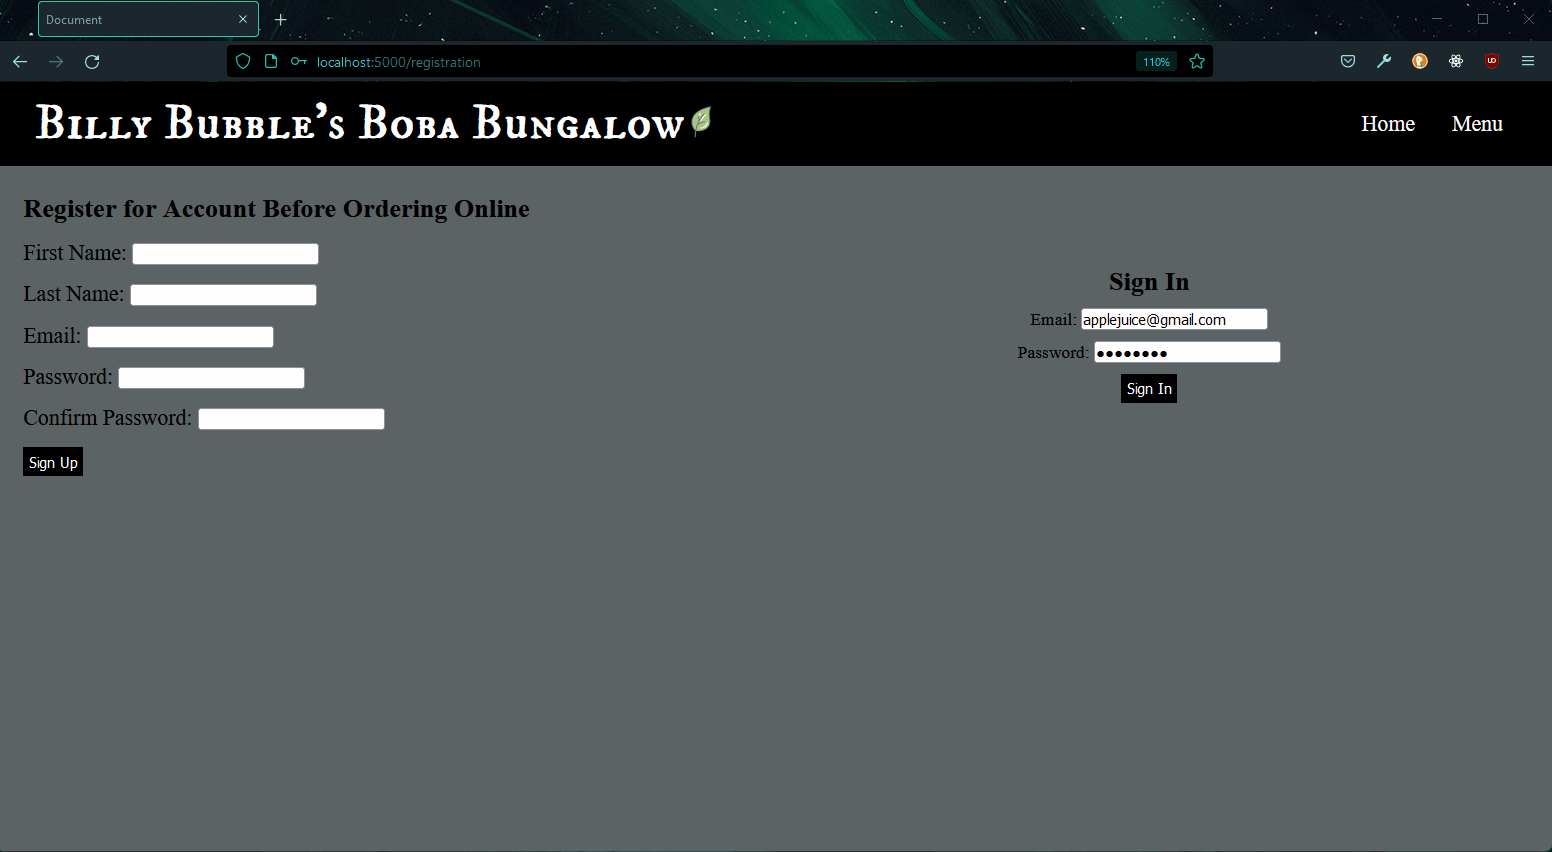 Document
localhost:5000/registration
110%
Billy Bubble's Boba Bungalow
Home
Menu
Register for Account Before Ordering Online
First Name:
Last Name:
Email:
Password:
Confirm Password:
Sign Up
Sign In
Email: applejuice@gmail.com
Password: ●●●●●●●●
Sign In